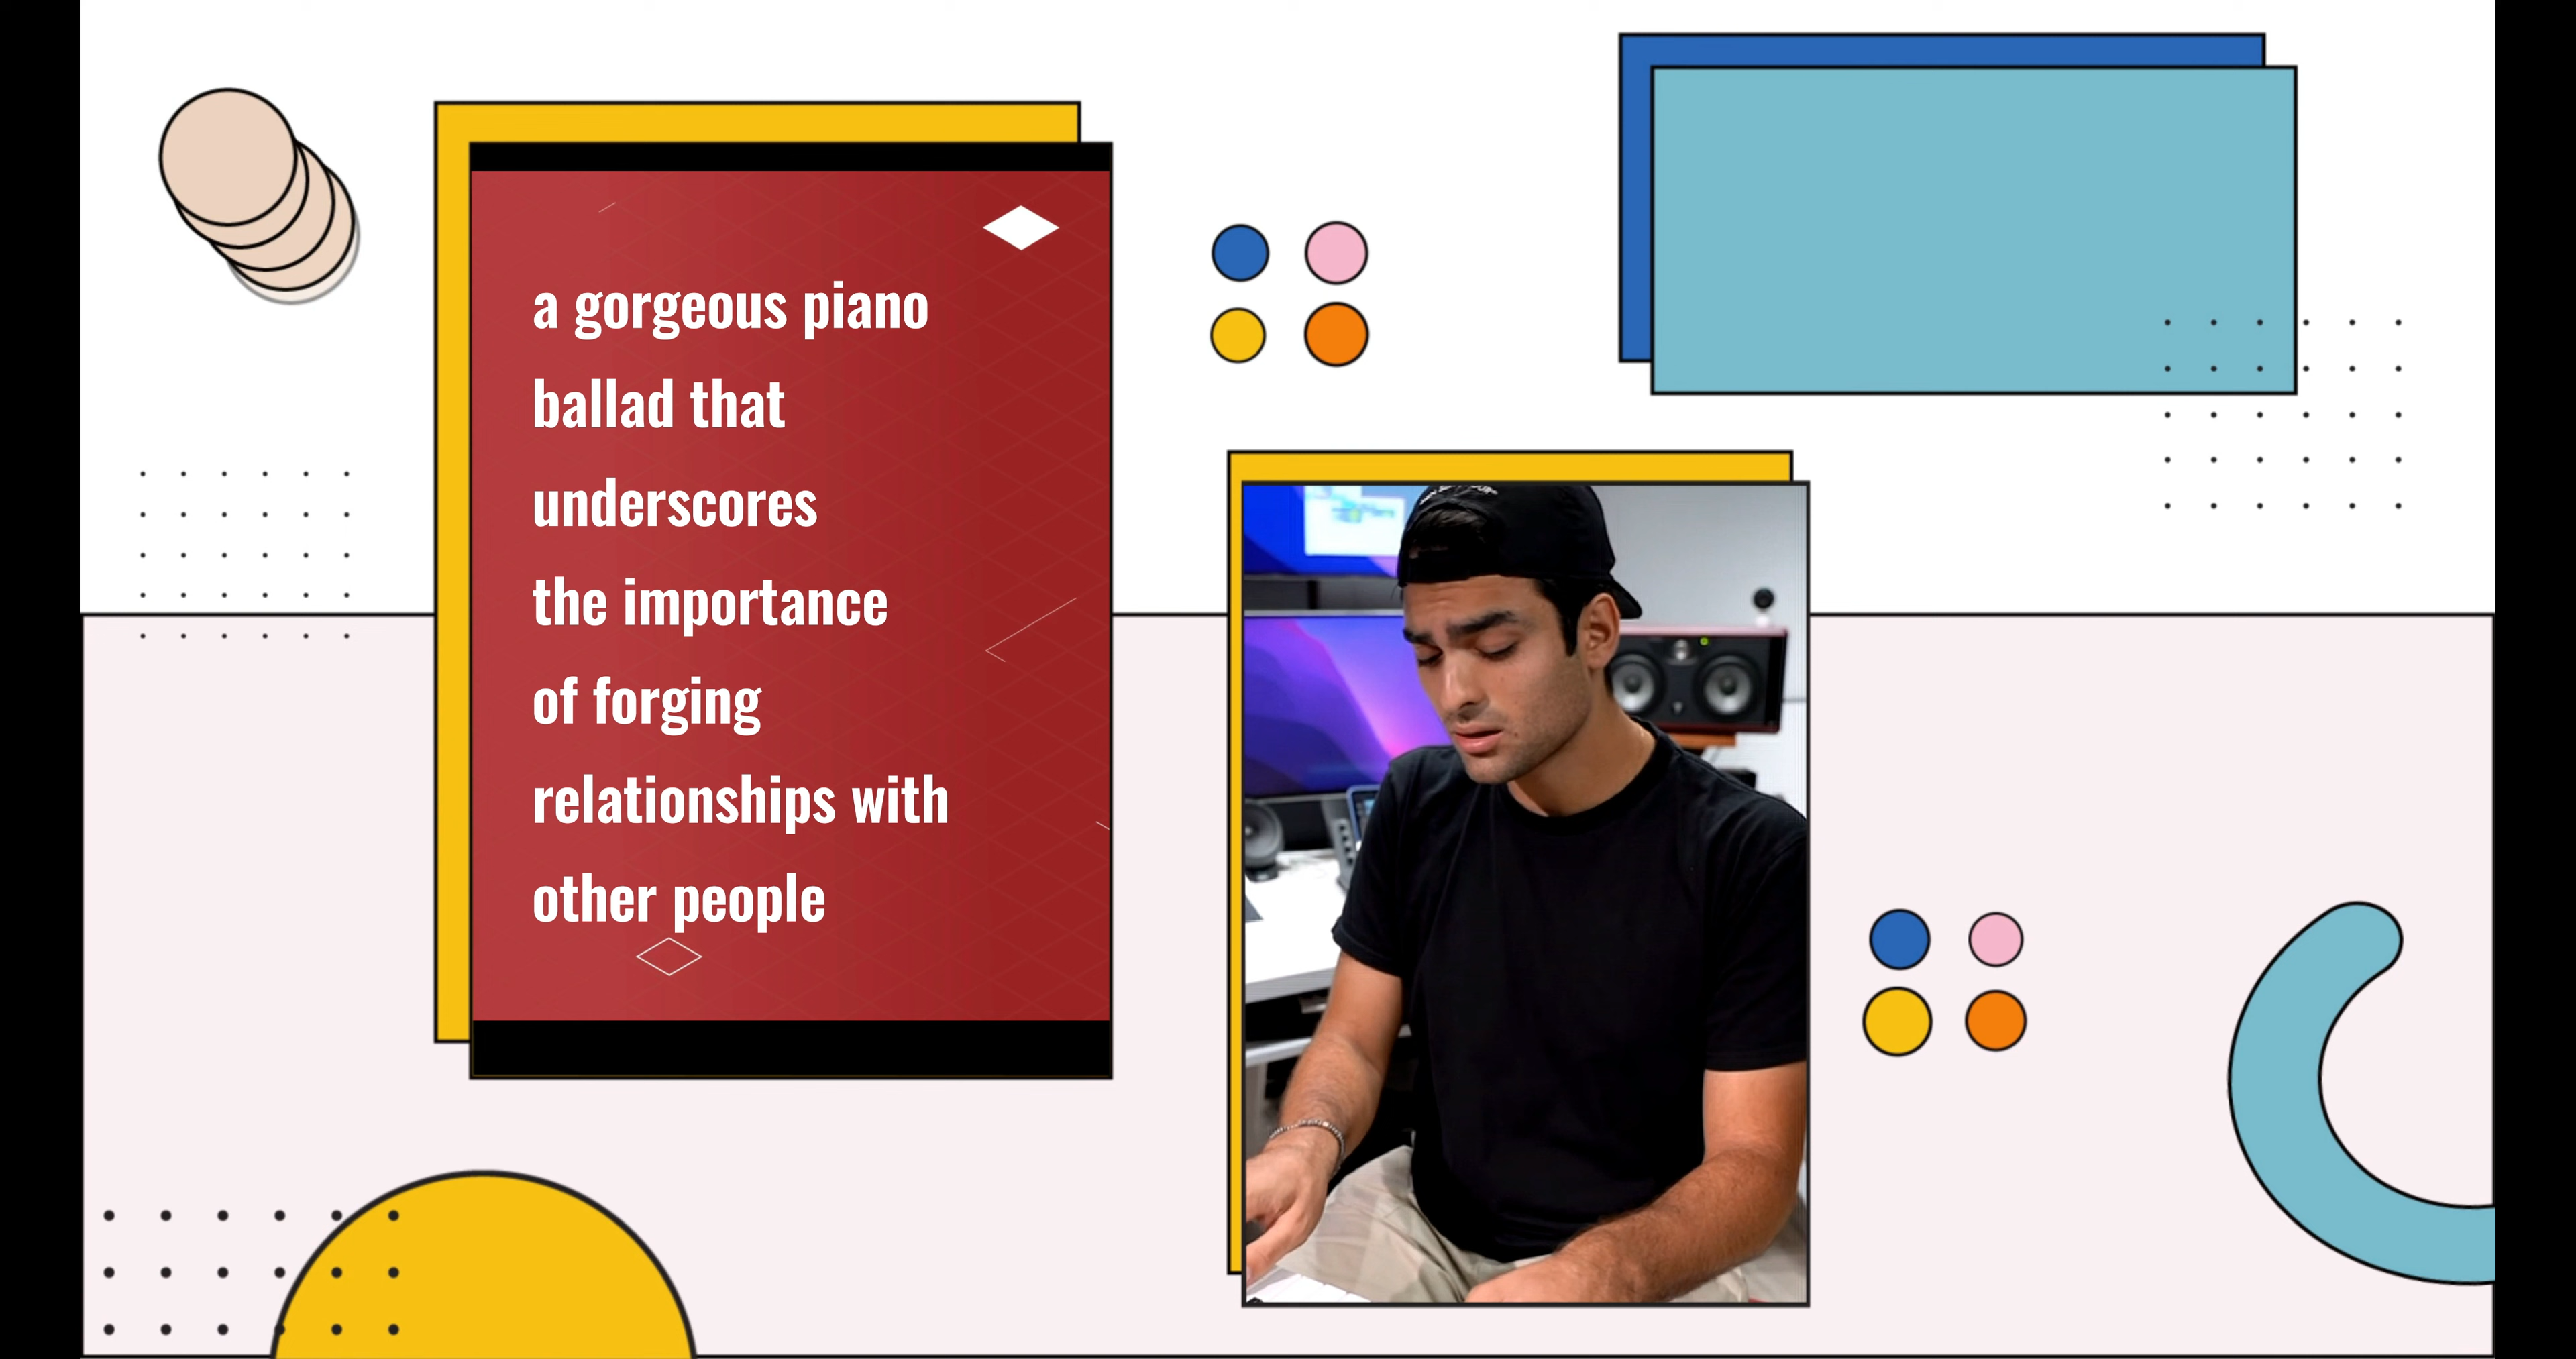 a gorgeous piano
ballad that
underscores
the importance
of forging
relationships with
other people